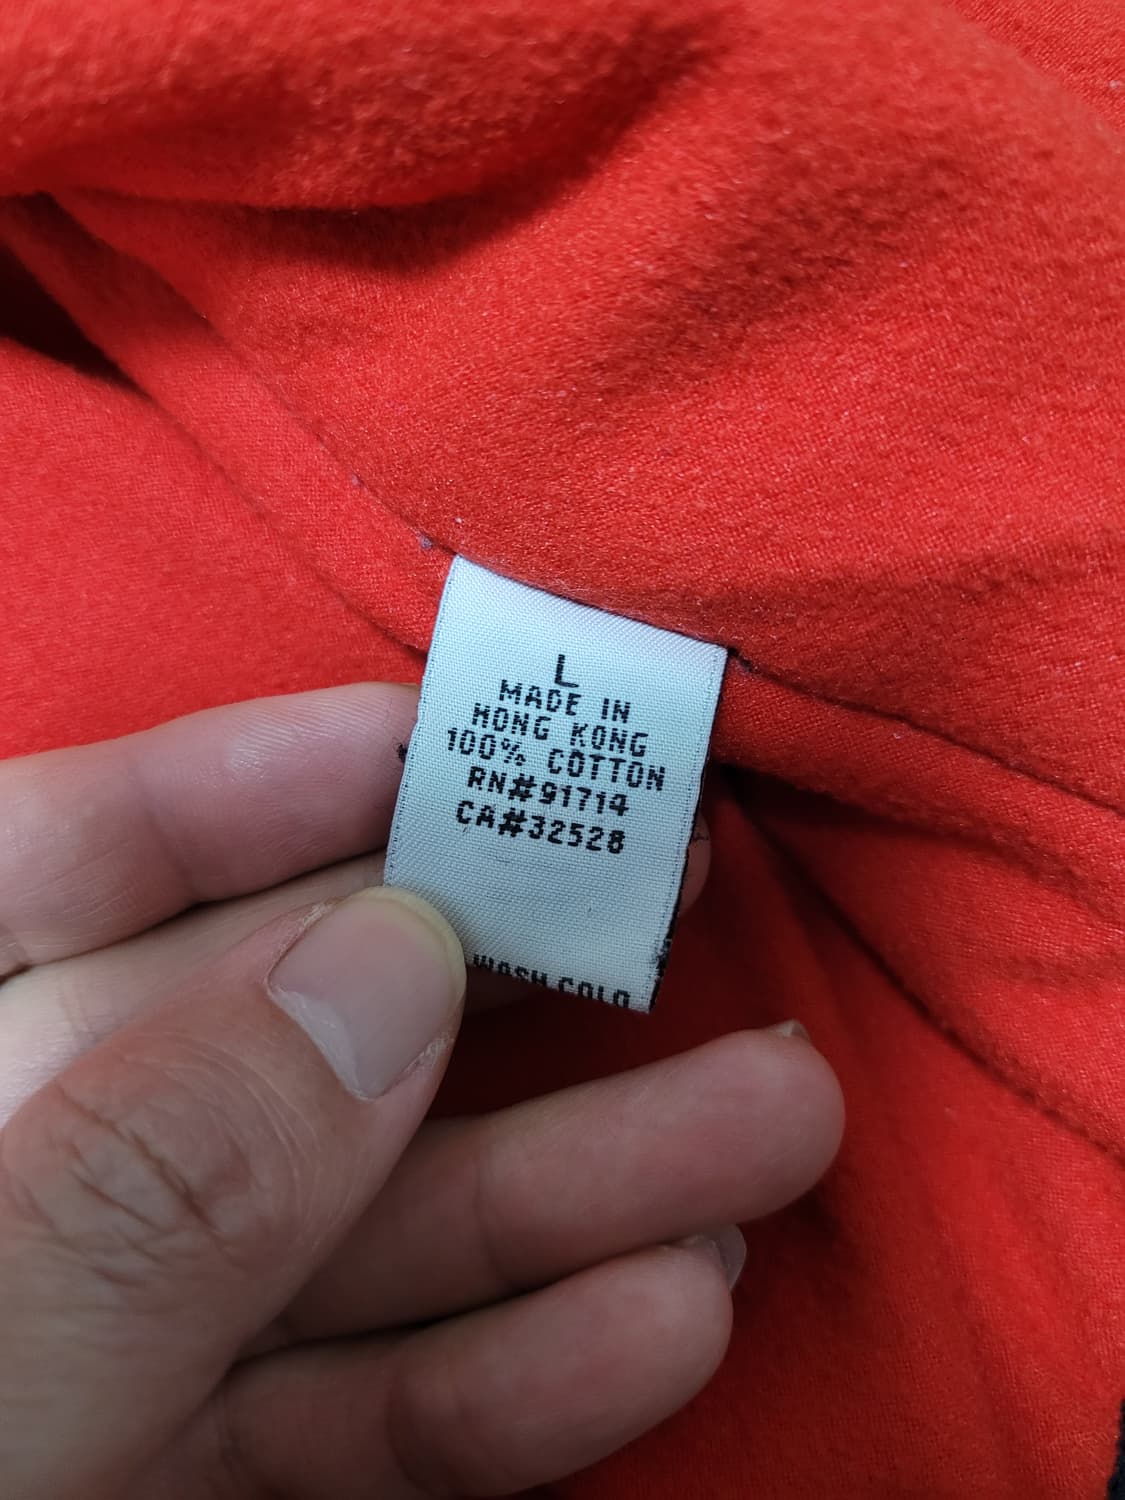 L
MADE IN
HONG KONG
100% COTTON
RN#91714
CA#32528
WASH COLD